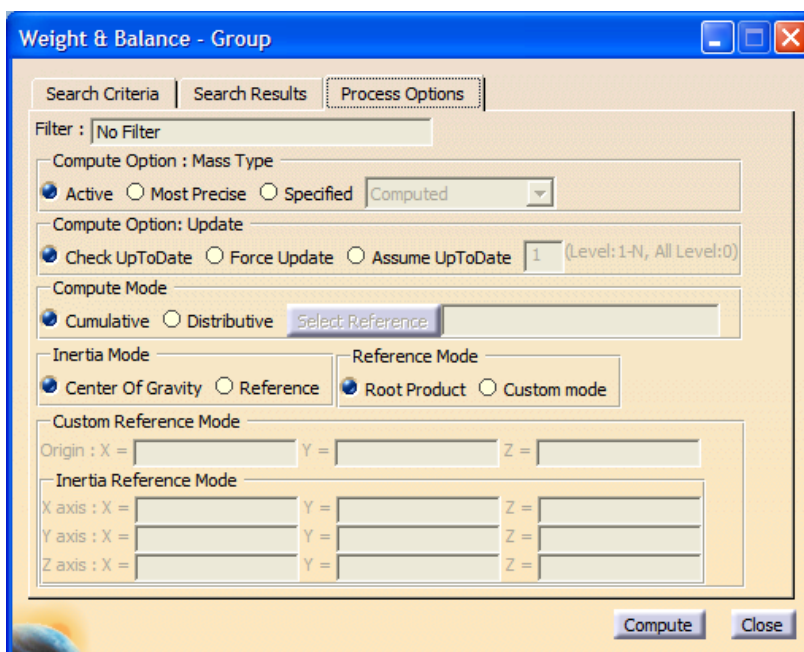 Weight & Balance - Group
Search Criteria Search Results Process Options
Filter : No Filter
Compute Option : Mass Type
Active Most Precise Specified Computed
Compute Option: Update
Check UpToDate Force Update Assume UpToDate 1 (Level:1-N, All Level:0)
Compute Mode
Cumulative Distributive Select Reference
Inertia Mode Reference Mode
Center Of Gravity Reference Root Product Custom mode
Custom Reference Mode
Origin : X = Y = Z =
Inertia Reference Mode
X axis : X = Y = Z =
Y axis : X = Y = Z =
Z axis : X = Y = Z =
Compute Close